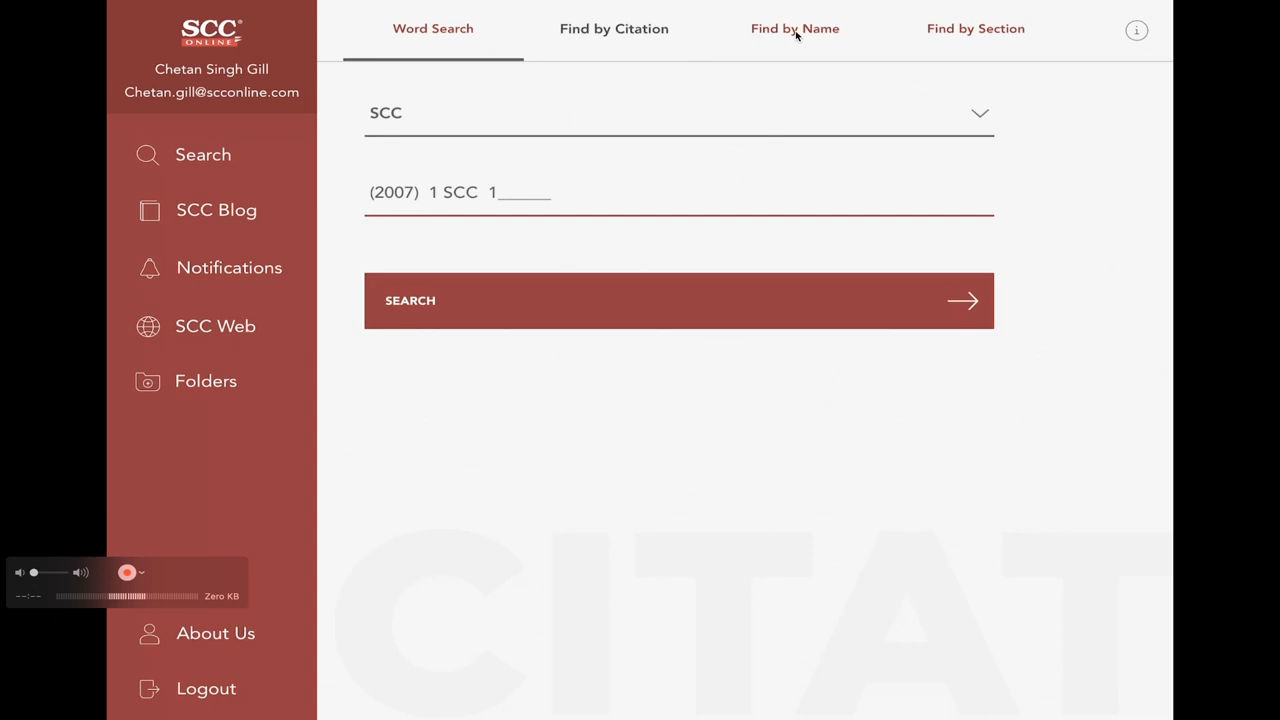 SCC
ONLINE
Chetan Singh Gill
Chetan.gill@scconline.com
Search
SCC Blog
Notifications
SCC Web
Folders
About Us
Logout
--:--
Zero KB
Word Search
Find by Citation
Find by Name
Find by Section
i
SCC
(2007) 1 SCC 1______
SEARCH
CITAT